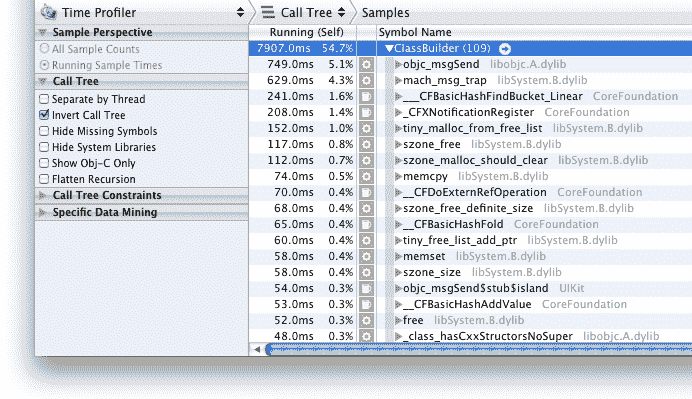 Time Profiler Call Tree Samples
Sample Perspective Running (Self) Symbol Name
All Sample Counts 7907.0ms 54.7% ClassBuilder (109)
Running Sample Times 749.0ms 5.1% objc_msgSend libobjc.A.dylib
Call Tree 629.0ms 4.3% mach_msg_trap libSystem.B.dylib
Separate by Thread 241.0ms 1.6% ___CFBasicHashFindBucket_Linear CoreFoundation
Invert Call Tree 208.0ms 1.4% _CFXNotificationRegister CoreFoundation
Hide Missing Symbols 152.0ms 1.0% tiny_malloc_from_free_list libSystem.B.dylib
Hide System Libraries 117.0ms 0.8% szone_free libSystem.B.dylib
Show Obj-C Only 112.0ms 0.7% szone_malloc_should_clear libSystem.B.dylib
Flatten Recursion 74.0ms 0.5% memcpy libSystem.B.dylib
Call Tree Constraints 70.0ms 0.4% __CFDoExternRefOperation CoreFoundation
Specific Data Mining 68.0ms 0.4% szone_free_definite_size libSystem.B.dylib
65.0ms 0.4% __CFBasicHashFold CoreFoundation
60.0ms 0.4% tiny_free_list_add_ptr libSystem.B.dylib
58.0ms 0.4% memset libSystem.B.dylib
58.0ms 0.4% szone_size libSystem.B.dylib
54.0ms 0.3% objc_msgSend$stub$island UIKit
53.0ms 0.3% __CFBasicHashAddValue CoreFoundation
52.0ms 0.3% free libSystem.B.dylib
48.0ms 0.3% _class_hasCxxStructorsNoSuper libobjc.A.dylib